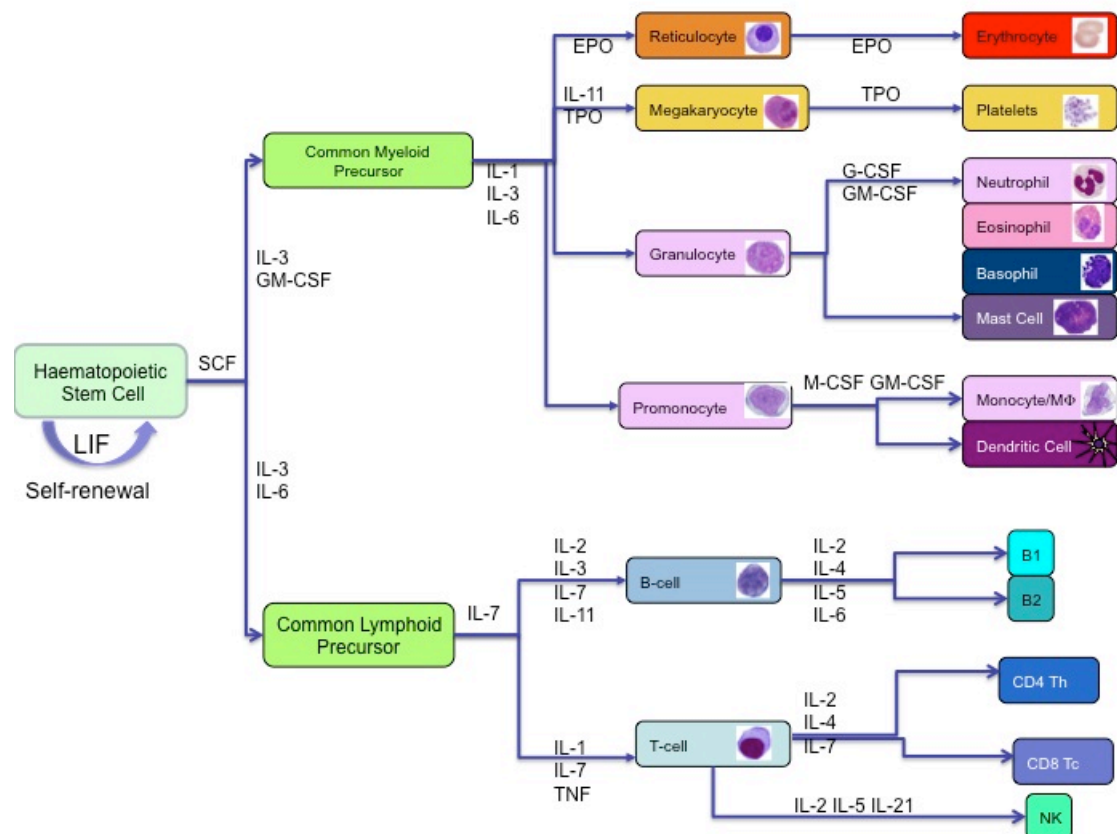 EPO
Reticulocyte
EPO
Erythrocyte
IL-11
TPO
Megakaryocyte
TPO
Platelets
Common Myeloid
Precursor
IL-1
IL-3
IL-6
G-CSF
GM-CSF
Neutrophil
Eosinophil
Granulocyte
Basophil
Mast Cell
IL-3
GM-CSF
Haematopoietic
Stem Cell
SCF
LIF
Self-renewal
Promonocyte
M-CSF GM-CSF
Monocyte/MΦ
Dendritic Cell
IL-3
IL-6
Common Lymphoid
Precursor
IL-7
IL-2
IL-3
IL-7
IL-11
B-cell
IL-2
IL-4
IL-5
IL-6
B1
B2
IL-1
IL-7
TNF
T-cell
IL-2
IL-4
IL-7
CD4 Th
CD8 Tc
IL-2 IL-5 IL-21
NK